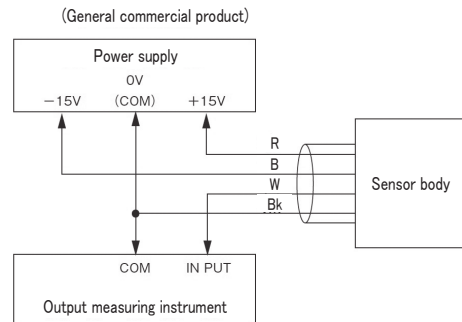 (General commercial product)
Power supply
0V
−15V (COM) +15V
R
B
W
Bk
Sensor body
COM IN PUT
Output measuring instrument